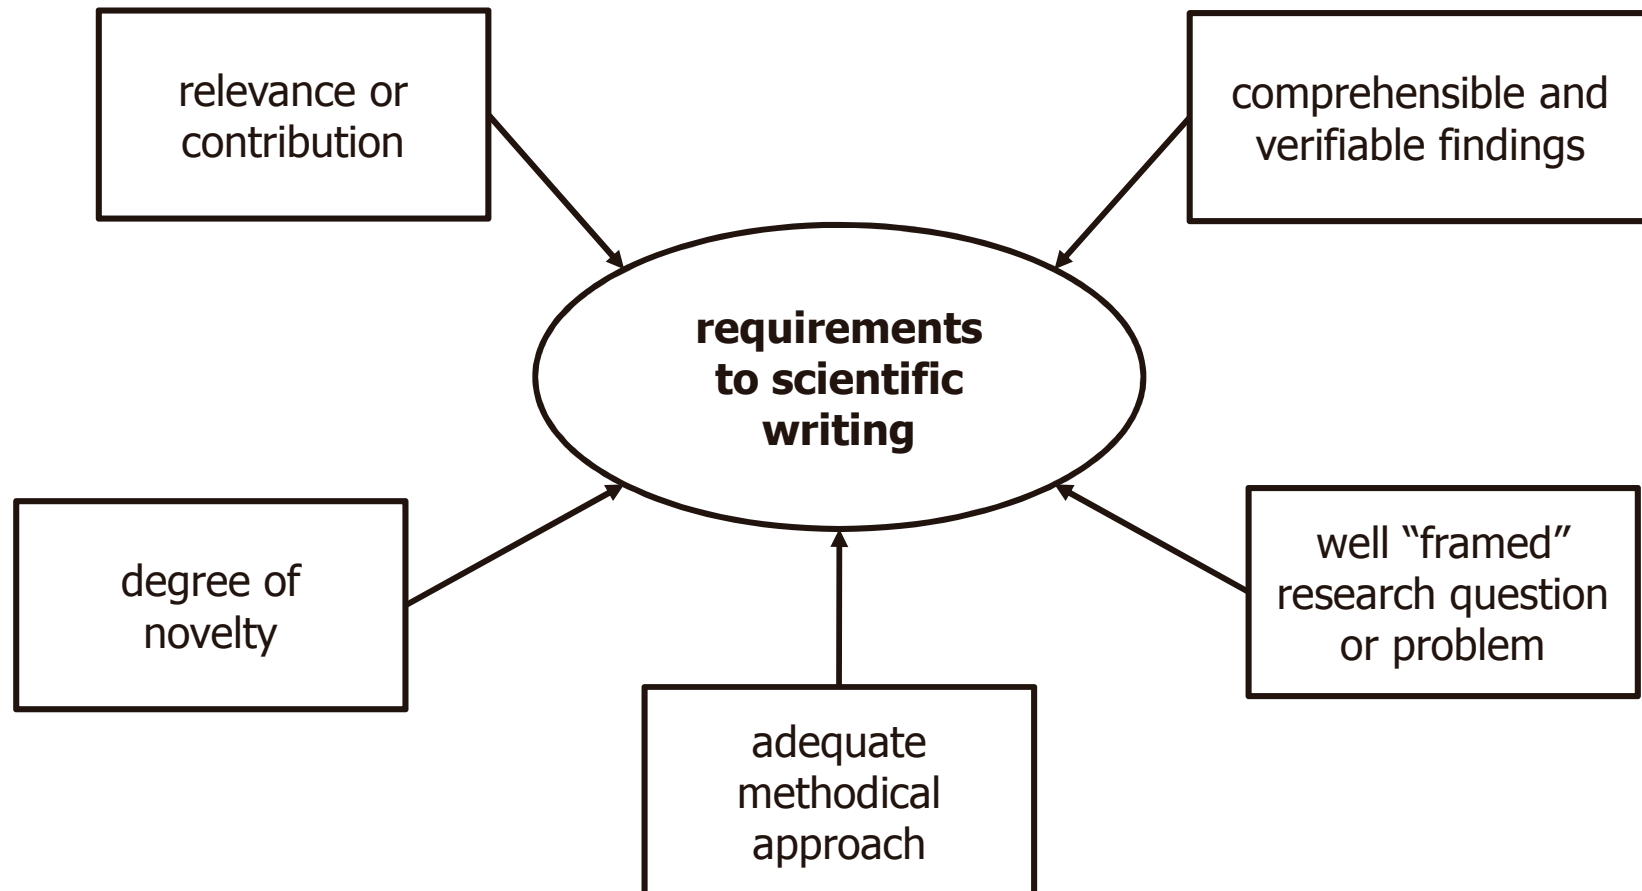 relevance or
contribution
comprehensible and
verifiable findings
requirements
to scientific
writing
degree of
novelty
well “framed”
research question
or problem
adequate
methodical
approach